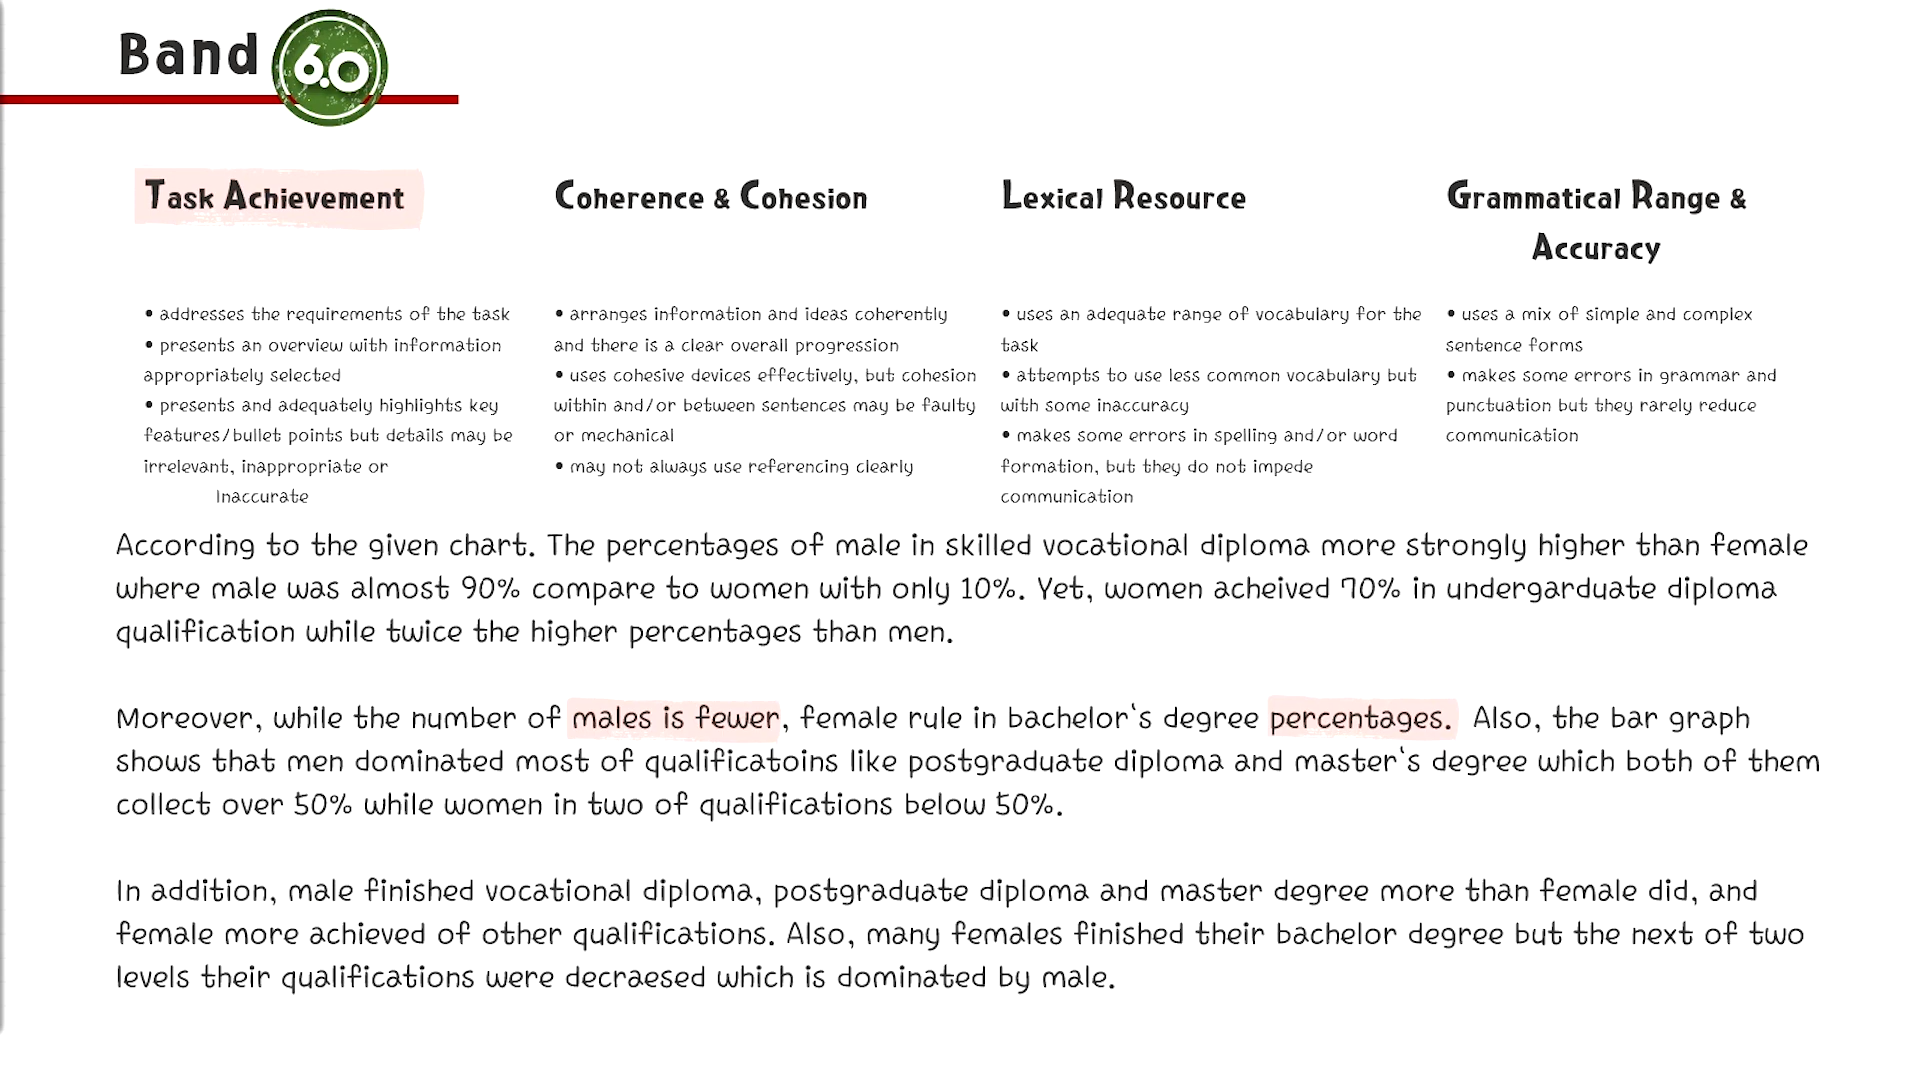 Band 6.0
Task Achievement
• addresses the requirements of the task
• presents an overview with information
appropriately selected
• presents and adequately highlights key
features/bullet points but details may be
irrelevant, inappropriate or
Inaccurate
Coherence & Cohesion
• arranges information and ideas coherently
and there is a clear overall progression
• uses cohesive devices effectively, but cohesion
within and/or between sentences may be faulty
or mechanical
• may not always use referencing clearly
Lexical Resource
• uses an adequate range of vocabulary for the
task
• attempts to use less common vocabulary but
with some inaccuracy
• makes some errors in spelling and/or word
formation, but they do not impede
communication
Grammatical Range &
Accuracy
• uses a mix of simple and complex
sentence forms
• makes some errors in grammar and
punctuation but they rarely reduce
communication
According to the given chart. The percentages of male in skilled vocational diploma more strongly higher than female
where male was almost 90% compare to women with only 10%. Yet, women acheived 70% in undergarduate diploma
qualification while twice the higher percentages than men.
Moreover, while the number of males is fewer, female rule in bachelor's degree percentages. Also, the bar graph
shows that men dominated most of qualificatoins like postgraduate diploma and master's degree which both of them
collect over 50% while women in two of qualifications below 50%.
In addition, male finished vocational diploma, postgraduate diploma and master degree more than female did, and
female more achieved of other qualifications. Also, many females finished their bachelor degree but the next of two
levels their qualifications were decraesed which is dominated by male.